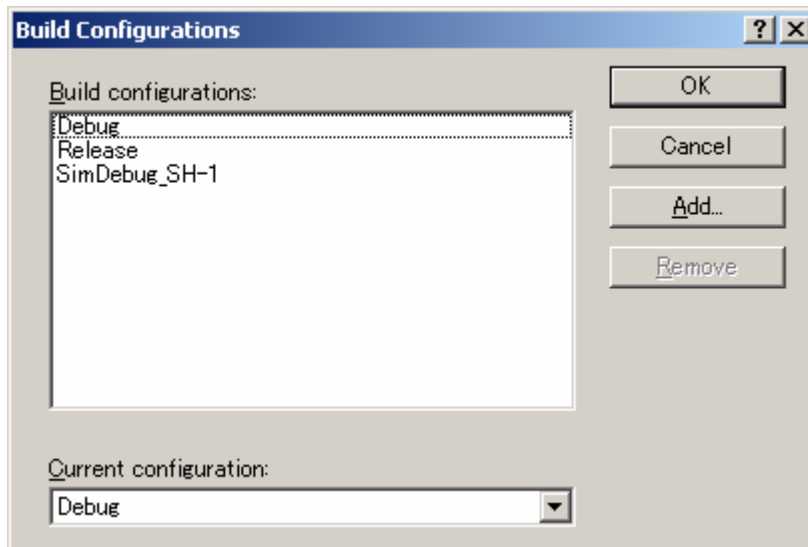 Build Configurations
Build configurations:
Debug
Release
SimDebug_SH-1
OK
Cancel
Add...
Remove
Current configuration:
Debug